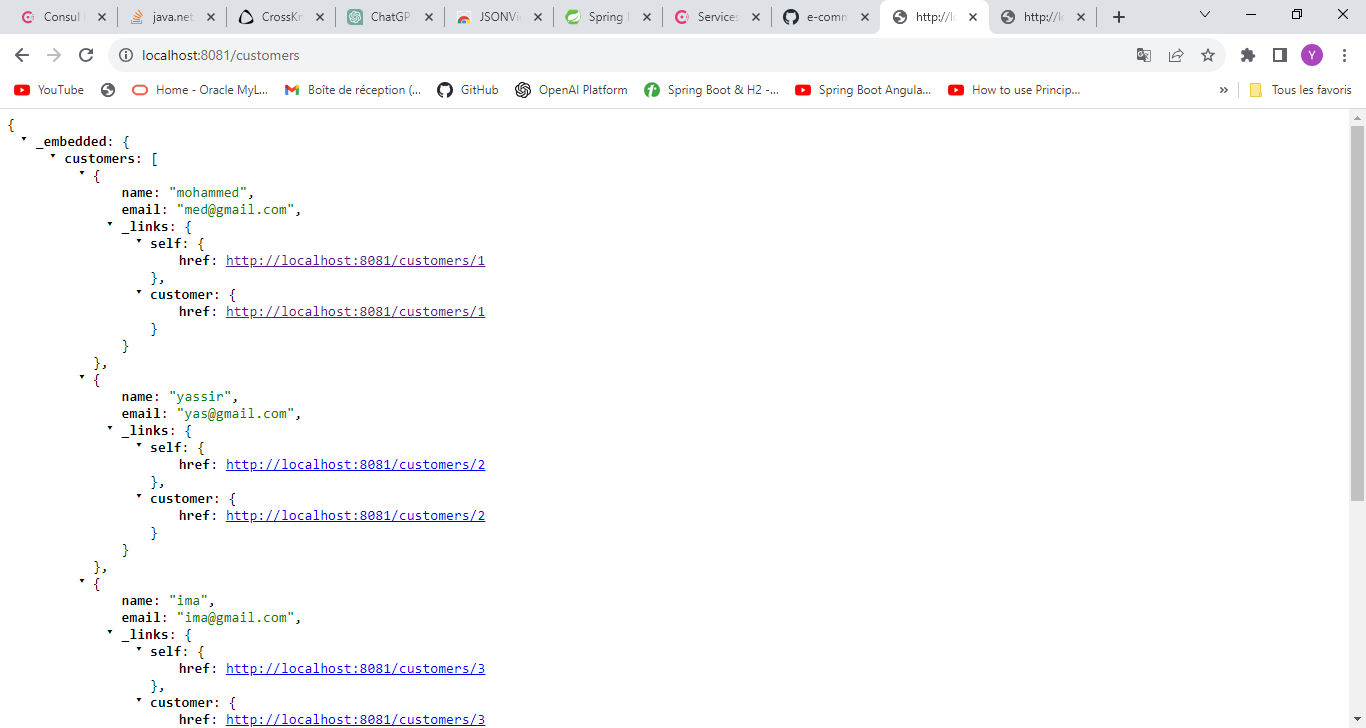 Consul
java.net
CrossKn
ChatGP
JSONVi
Spring
Services
e-comm
http://lo
http://lo
localhost:8081/customers
Y
YouTube
Home - Oracle MyL...
Boîte de réception (...
GitHub
OpenAI Platform
Spring Boot & H2 -...
Spring Boot Angula...
How to use Princip...
»
Tous les favoris
{
_embedded: {
customers: [
{
name: "mohammed",
email: "med@gmail.com",
_links: {
self: {
href: http://localhost:8081/customers/1
},
customer: {
href: http://localhost:8081/customers/1
}
}
},
{
name: "yassir",
email: "yas@gmail.com",
_links: {
self: {
href: http://localhost:8081/customers/2
},
customer: {
href: http://localhost:8081/customers/2
}
}
},
{
name: "ima",
email: "ima@gmail.com",
_links: {
self: {
href: http://localhost:8081/customers/3
},
customer: {
href: http://localhost:8081/customers/3